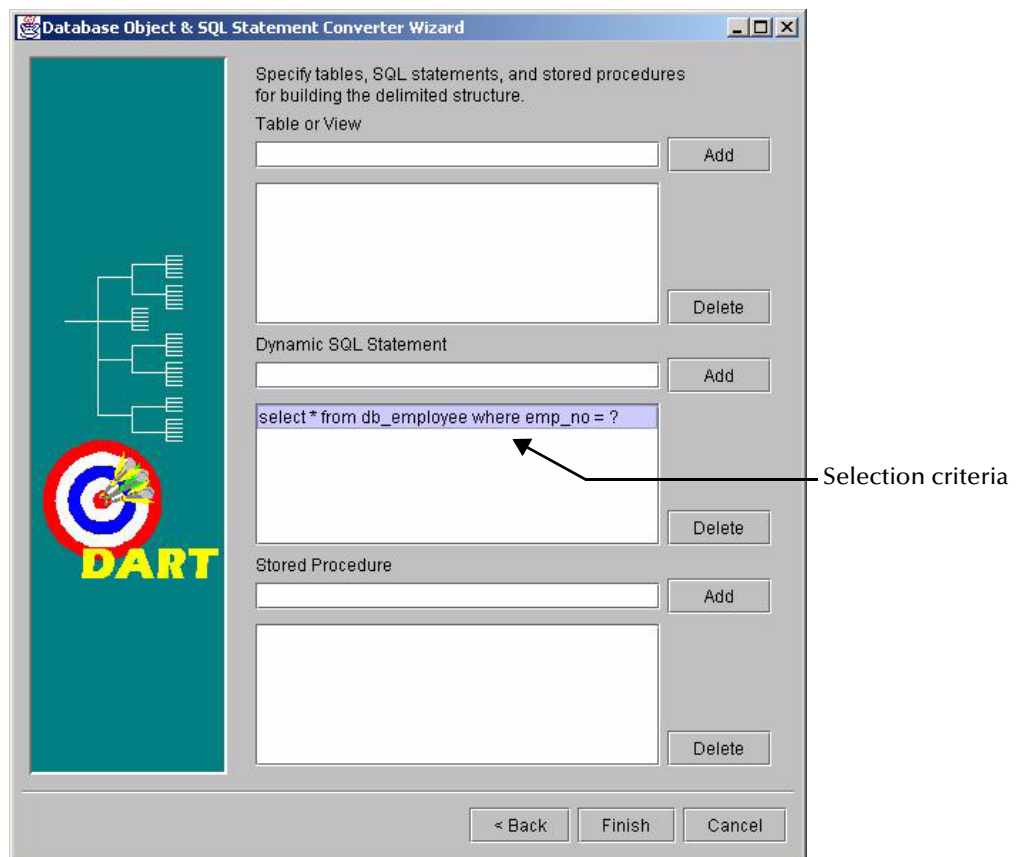 Database Object & SQL Statement Converter Wizard
Specify tables, SQL statements, and stored procedures
for building the delimited structure.
Table or View
Add
Delete
Dynamic SQL Statement
Add
select * from db_employee where emp_no = ?
Selection criteria
Delete
DART
Stored Procedure
Add
Delete
< Back
Finish
Cancel